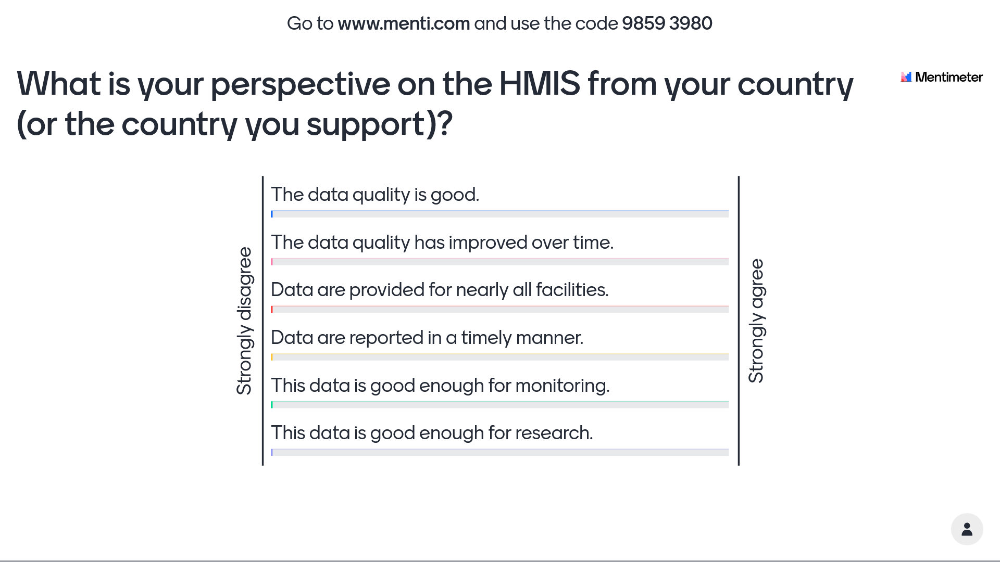 Go to www.menti.com and use the code 9859 3980
What is your perspective on the HMIS from your country
(or the country you support)?
Mentimeter
Strongly disagree
The data quality is good.
The data quality has improved over time.
Data are provided for nearly all facilities.
Data are reported in a timely manner.
This data is good enough for monitoring.
This data is good enough for research.
Strongly agree